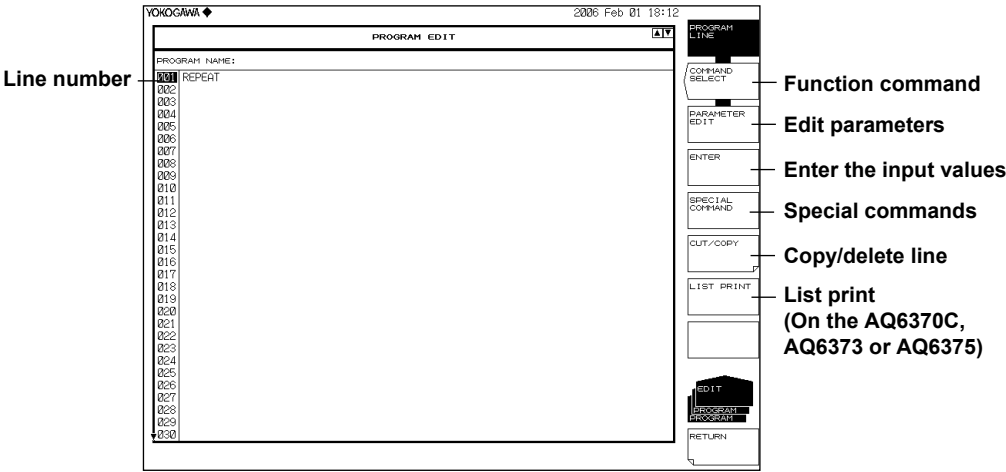 YOKOGAWA ◆ 2006 Feb 01 18:12
PROGRAM EDIT
PROGRAM NAME:
Line number
001 REPEAT
002
003
004
005
006
007
008
009
010
011
012
013
014
015
016
017
018
019
020
021
022
023
024
025
026
027
028
029
030
PROGRAM
LINE
COMMAND
SELECT
Function command
PARAMETER
EDIT
Edit parameters
ENTER
Enter the input values
SPECIAL
COMMAND
Special commands
CUT/COPY
Copy/delete line
LIST PRINT
List print
(On the AQ6370C,
AQ6373 or AQ6375)
EDIT
PROGRAM
PROGRAM
RETURN